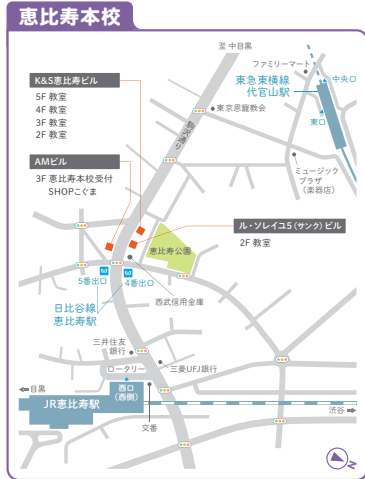 恵比寿本校
至 中目黒
ファミリーマート
中央口
東急東横線
代官山駅
K&S恵比寿ビル
5F 教室
4F 教室
3F 教室
2F 教室
東京恩寵教会
東口
駒沢通り
AMビル
3F 恵比寿本校受付
SHOPこぐま
ミュージック
プラザ
(楽器店)
ル・ソレイユ5(サンク)ビル
2F 教室
恵比寿公園
5番出口
4番出口
日比谷線
恵比寿駅
西武信用金庫
三井住友
銀行
三菱UFJ銀行
ロータリー
目黒
西口
(西側)
JR恵比寿駅
渋谷
交番
N